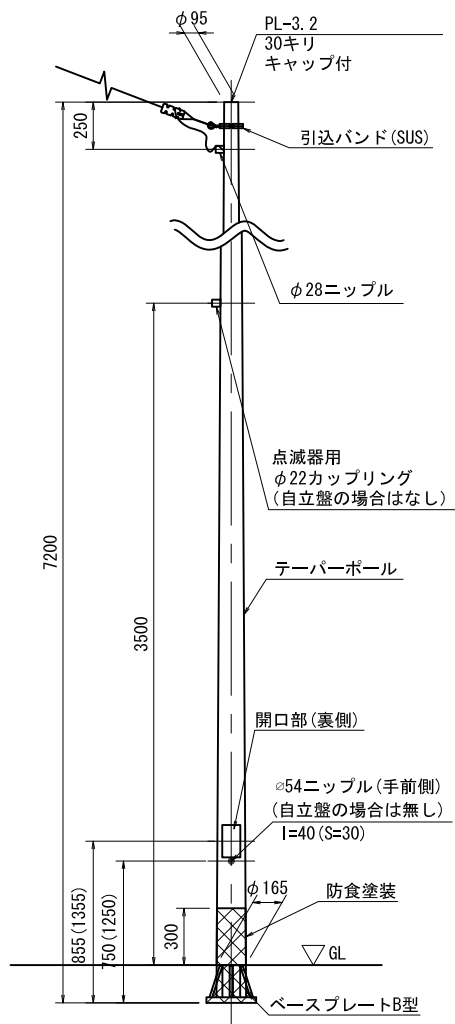 φ95
PL-3.2
30キリ
キャップ付
250
引込バンド(SUS)
φ28ニップル
点滅器用
φ22カップリング
(自立盤の場合はなし)
7200
テーパーポール
3500
開口部(裏側)
⌀54ニップル(手前側)
(自立盤の場合は無し)
l=40(S=30)
φ165
防食塗装
855(1355)
750(1250)
300
GL
ベースプレートB型